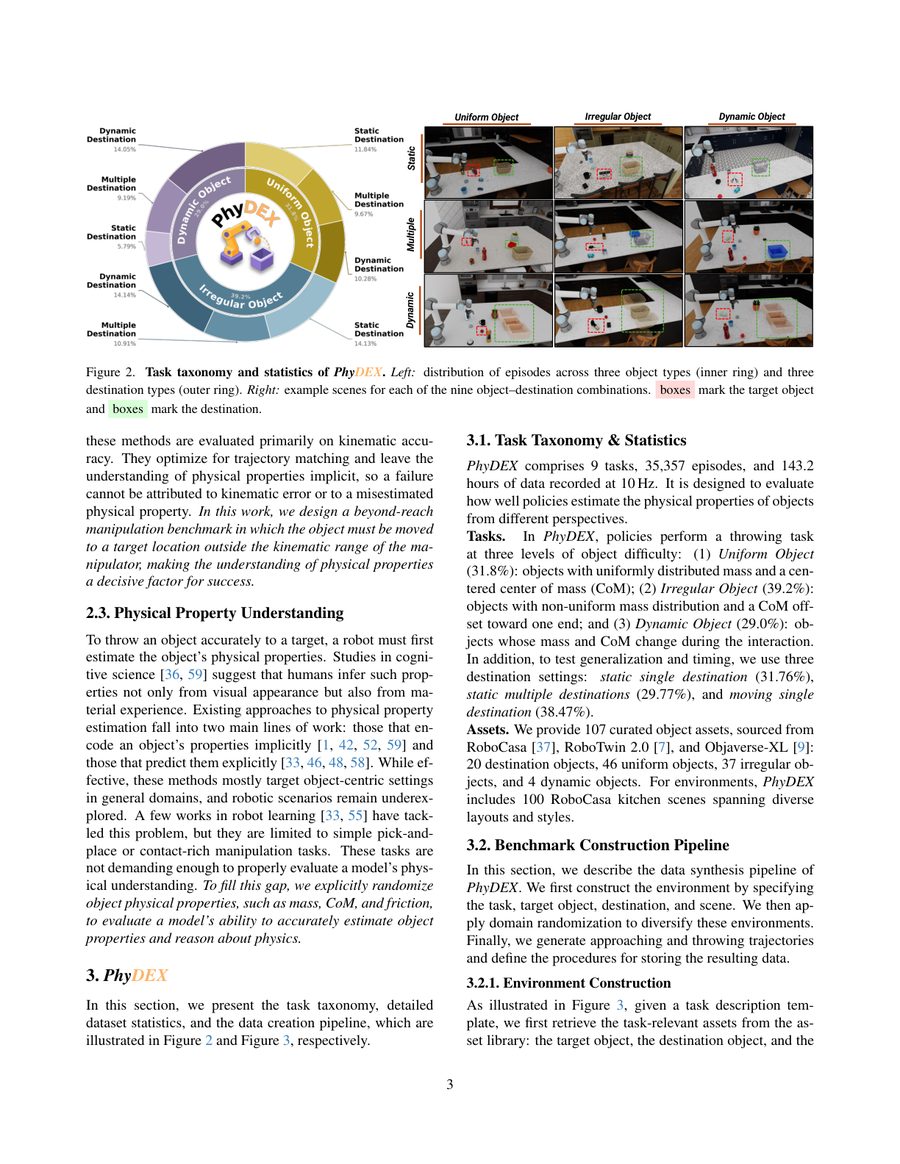 Uniform Object
Irregular Object
Dynamic Object
Static
Multiple
Dynamic
Dynamic
Destination
14.05%
Multiple
Destination
9.19%
Static
Destination
5.79%
Dynamic
Destination
14.14%
Multiple
Destination
10.91%
Static
Destination
11.84%
Multiple
Destination
9.67%
Dynamic
Destination
10.28%
Static
Destination
14.13%
Dynamic Object
29.0%
Uniform Object
31.8%
Irregular Object
39.2%
PhyDEX
Figure 2. Task taxonomy and statistics of PhyDEX. Left: distribution of episodes across three object types (inner ring) and three
destination types (outer ring). Right: example scenes for each of the nine object–destination combinations. boxes mark the target object
and boxes mark the destination.
these methods are evaluated primarily on kinematic accu-
racy. They optimize for trajectory matching and leave the
understanding of physical properties implicit, so a failure
cannot be attributed to kinematic error or to a misestimated
physical property. In this work, we design a beyond-reach
manipulation benchmark in which the object must be moved
to a target location outside the kinematic range of the ma-
nipulator, making the understanding of physical properties
a decisive factor for success.
2.3. Physical Property Understanding
To throw an object accurately to a target, a robot must first
estimate the object's physical properties. Studies in cogni-
tive science [36, 59] suggest that humans infer such prop-
erties not only from visual appearance but also from ma-
terial experience. Existing approaches to physical property
estimation fall into two main lines of work: those that en-
code an object's properties implicitly [1, 42, 52, 59] and
those that predict them explicitly [33, 46, 48, 58]. While ef-
fective, these methods mostly target object-centric settings
in general domains, and robotic scenarios remain underex-
plored. A few works in robot learning [33, 55] have tack-
led this problem, but they are limited to simple pick-and-
place or contact-rich manipulation tasks. These tasks are
not demanding enough to properly evaluate a model's phys-
ical understanding. To fill this gap, we explicitly randomize
object physical properties, such as mass, CoM, and friction,
to evaluate a model's ability to accurately estimate object
properties and reason about physics.
3. PhyDEX
In this section, we present the task taxonomy, detailed
dataset statistics, and the data creation pipeline, which are
illustrated in Figure 2 and Figure 3, respectively.
3.1. Task Taxonomy & Statistics
PhyDEX comprises 9 tasks, 35,357 episodes, and 143.2
hours of data recorded at 10 Hz. It is designed to evaluate
how well policies estimate the physical properties of objects
from different perspectives.
Tasks. In PhyDEX, policies perform a throwing task
at three levels of object difficulty: (1) Uniform Object
(31.8%): objects with uniformly distributed mass and a cen-
tered center of mass (CoM); (2) Irregular Object (39.2%):
objects with non-uniform mass distribution and a CoM off-
set toward one end; and (3) Dynamic Object (29.0%): ob-
jects whose mass and CoM change during the interaction.
In addition, to test generalization and timing, we use three
destination settings: static single destination (31.76%),
static multiple destinations (29.77%), and moving single
destination (38.47%).
Assets. We provide 107 curated object assets, sourced from
RoboCasa [37], RoboTwin 2.0 [7], and Objaverse-XL [9]:
20 destination objects, 46 uniform objects, 37 irregular ob-
jects, and 4 dynamic objects. For environments, PhyDEX
includes 100 RoboCasa kitchen scenes spanning diverse
layouts and styles.
3.2. Benchmark Construction Pipeline
In this section, we describe the data synthesis pipeline of
PhyDEX. We first construct the environment by specifying
the task, target object, destination, and scene. We then ap-
ply domain randomization to diversify these environments.
Finally, we generate approaching and throwing trajectories
and define the procedures for storing the resulting data.
3.2.1. Environment Construction
As illustrated in Figure 3, given a task description tem-
plate, we first retrieve the task-relevant assets from the as-
set library: the target object, the destination object, and the
3